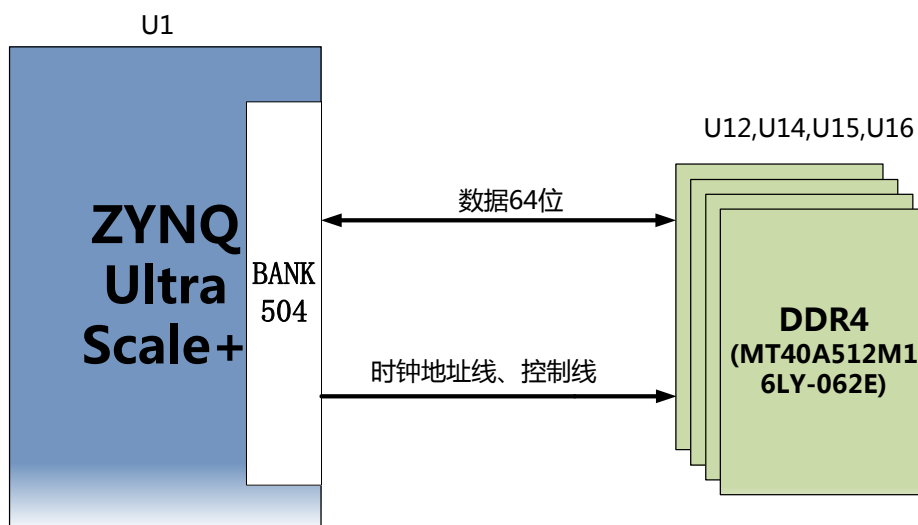 U1
U12,U14,U15,U16
数据64位
ZYNQ
Ultra
Scale+
BANK
504
DDR4
(MT40A512M1
6LY-062E)
时钟地址线、控制线